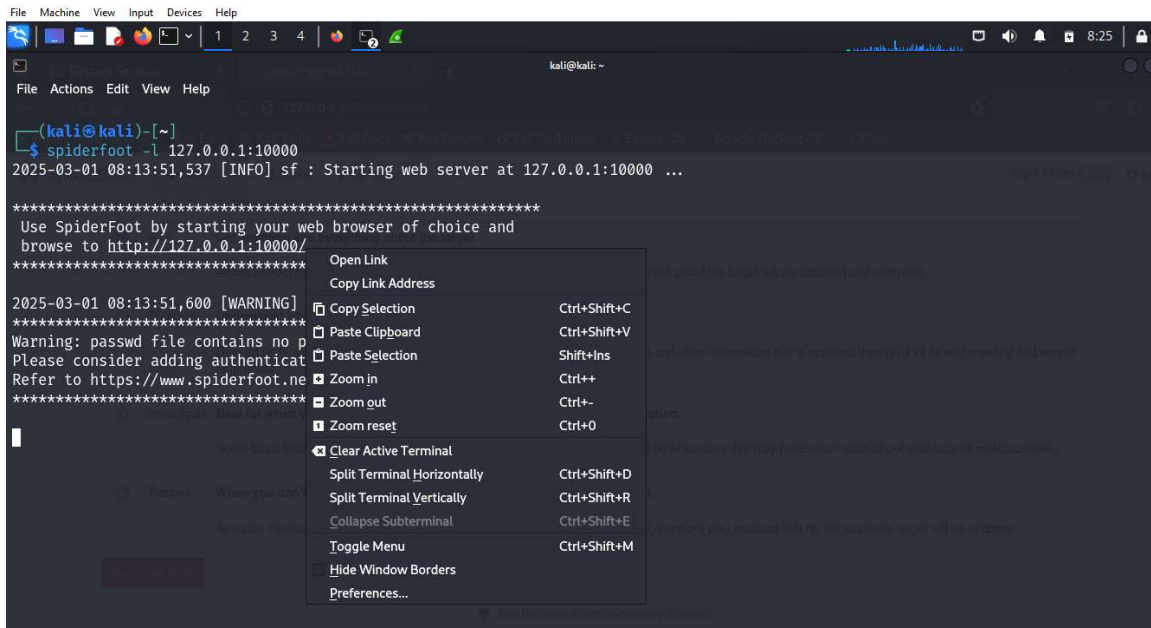 File Machine View Input Devices Help
1 2 3 4 2 8:25
kali@kali: ~
File Actions Edit View Help
(kali㉿kali)-[~]
$ spiderfoot -l 127.0.0.1:10000
2025-03-01 08:13:51,537 [INFO] sf : Starting web server at 127.0.0.1:10000 ...
*************************************************************
Use SpiderFoot by starting your web browser of choice and
browse to http://127.0.0.1:10000/
**********************************
2025-03-01 08:13:51,600 [WARNING]
**********************************
Warning: passwd file contains no p
Please consider adding authenticat
Refer to https://www.spiderfoot.ne
**********************************
Open Link
Copy Link Address
Copy Selection Ctrl+Shift+C
Paste Clipboard Ctrl+Shift+V
Paste Selection Shift+Ins
Zoom in Ctrl++
Zoom out Ctrl+-
Zoom reset Ctrl+0
Clear Active Terminal
Split Terminal Horizontally Ctrl+Shift+D
Split Terminal Vertically Ctrl+Shift+R
Collapse Subterminal Ctrl+Shift+E
Toggle Menu Ctrl+Shift+M
Hide Window Borders
Preferences...